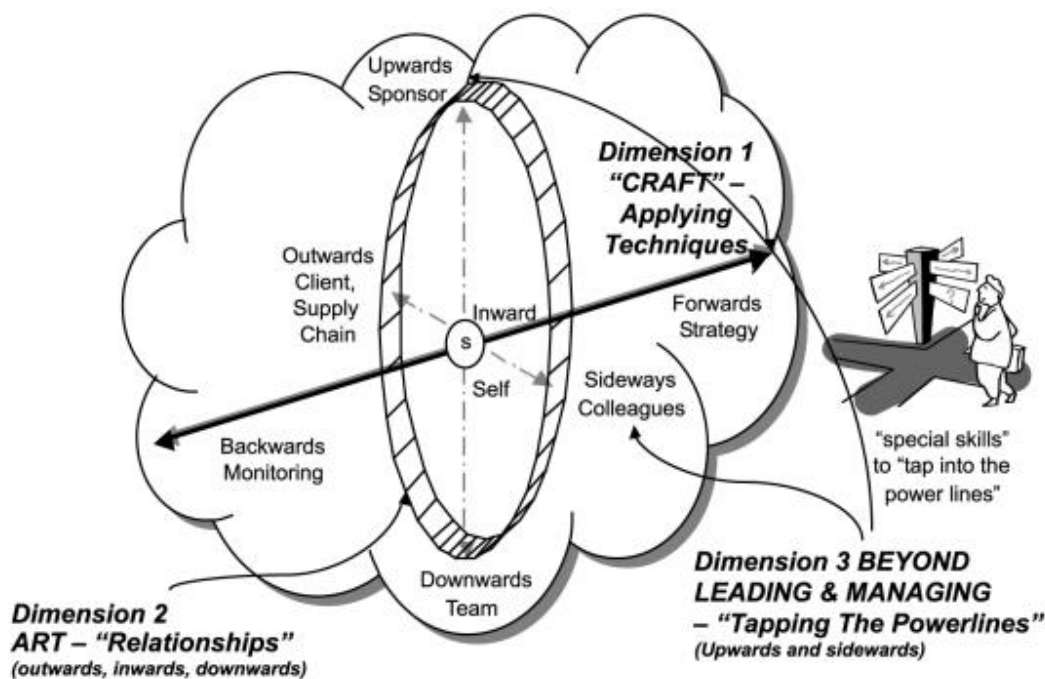 Upwards
Sponsor
Dimension 1
"CRAFT" –
Applying
Techniques
Outwards
Client,
Supply
Chain
Inward
Forwards
Strategy
s
Self
Sideways
Colleagues
Backwards
Monitoring
"special skills"
to "tap into the
power lines"
Downwards
Team
Dimension 3 BEYOND
LEADING & MANAGING
– "Tapping The Powerlines"
(Upwards and sidewards)
Dimension 2
ART – "Relationships"
(outwards, inwards, downwards)